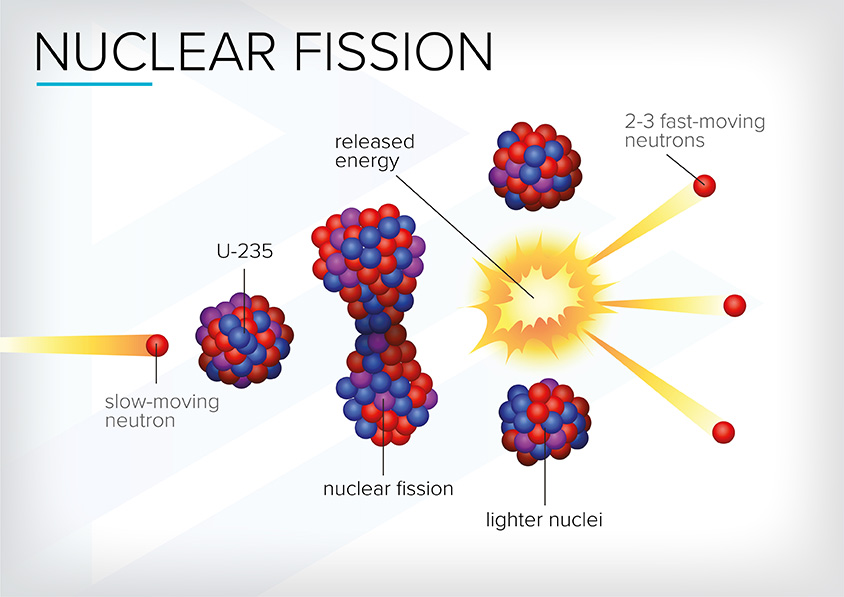 NUCLEAR FISSION
released
energy
2-3 fast-moving
neutrons
U-235
slow-moving
neutron
nuclear fission
lighter nuclei